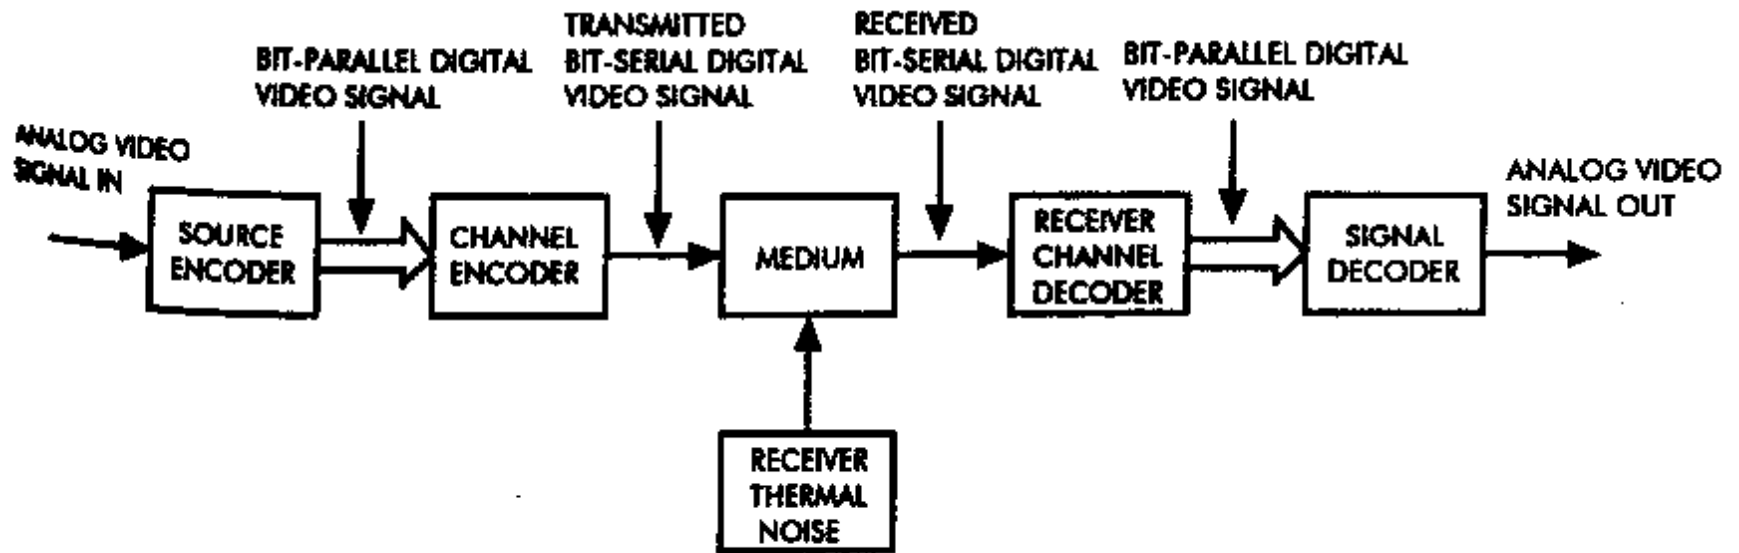 ANALOG VIDEO
SIGNAL IN
BIT-PARALLEL DIGITAL
VIDEO SIGNAL
TRANSMITTED
BIT-SERIAL DIGITAL
VIDEO SIGNAL
RECEIVED
BIT-SERIAL DIGITAL
VIDEO SIGNAL
BIT-PARALLEL DIGITAL
VIDEO SIGNAL
ANALOG VIDEO
SIGNAL OUT
SOURCE
ENCODER
CHANNEL
ENCODER
MEDIUM
RECEIVER
CHANNEL
DECODER
SIGNAL
DECODER
RECEIVER
THERMAL
NOISE